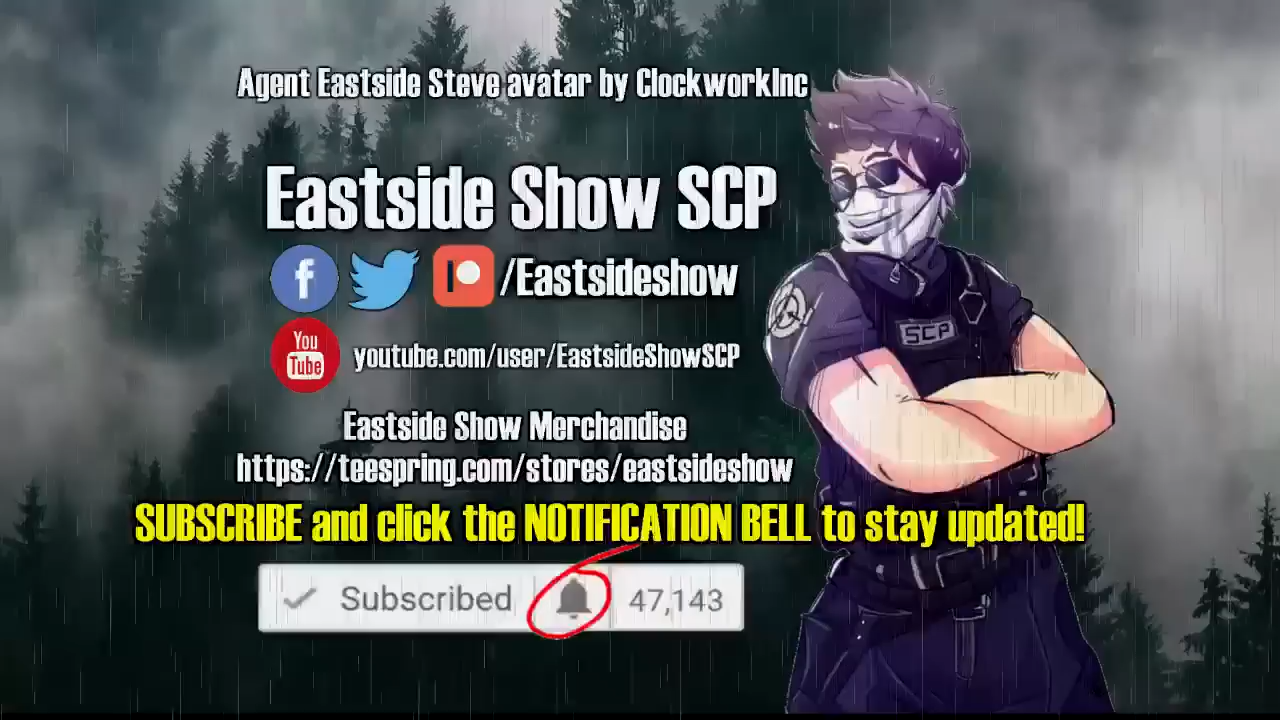 Agent Eastside Steve avatar by ClockworkInc
Eastside Show SCP
/Eastsideshow
You
Tube
youtube.com/user/EastsideShowSCP
Eastside Show Merchandise
https://teespring.com/stores/eastsideshow
SUBSCRIBE and click the NOTIFICATION BELL to stay updated!
Subscribed 47,143
SCP